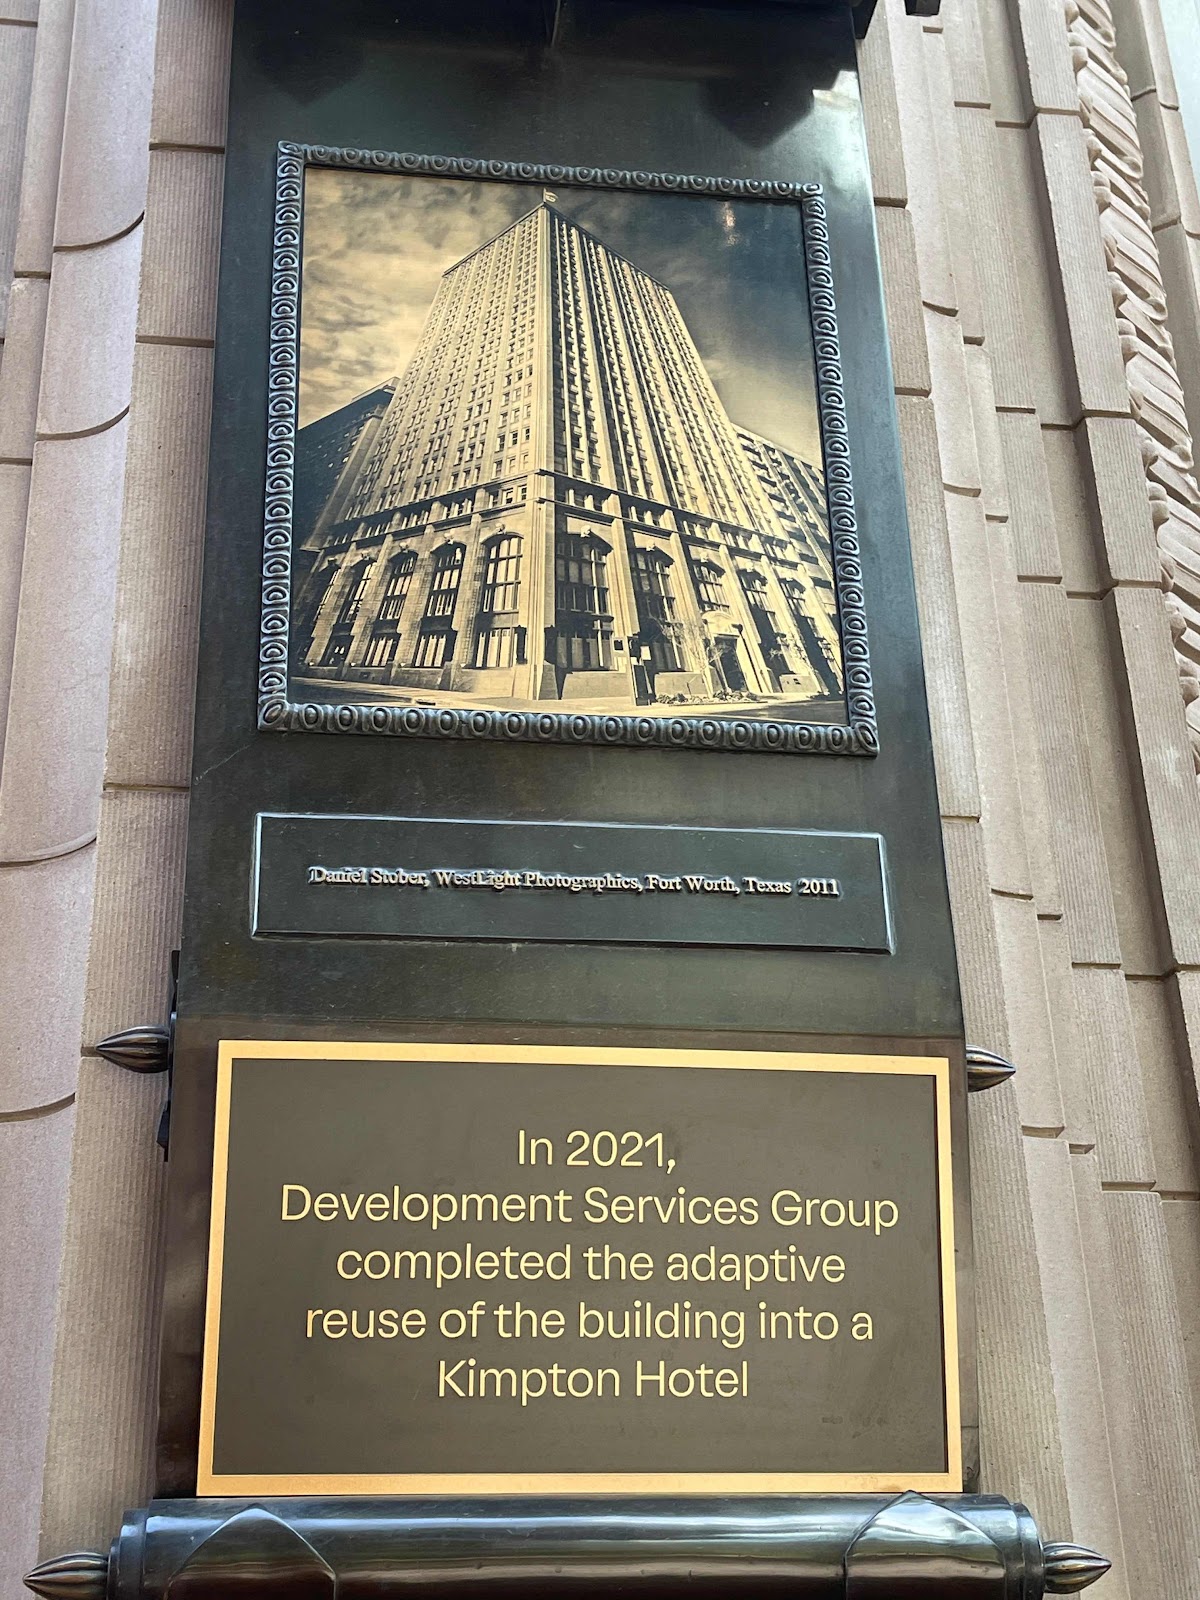 Daniel Stober, WestLight Photographics, Fort Worth, Texas 2011
In 2021,
Development Services Group
completed the adaptive
reuse of the building into a
Kimpton Hotel